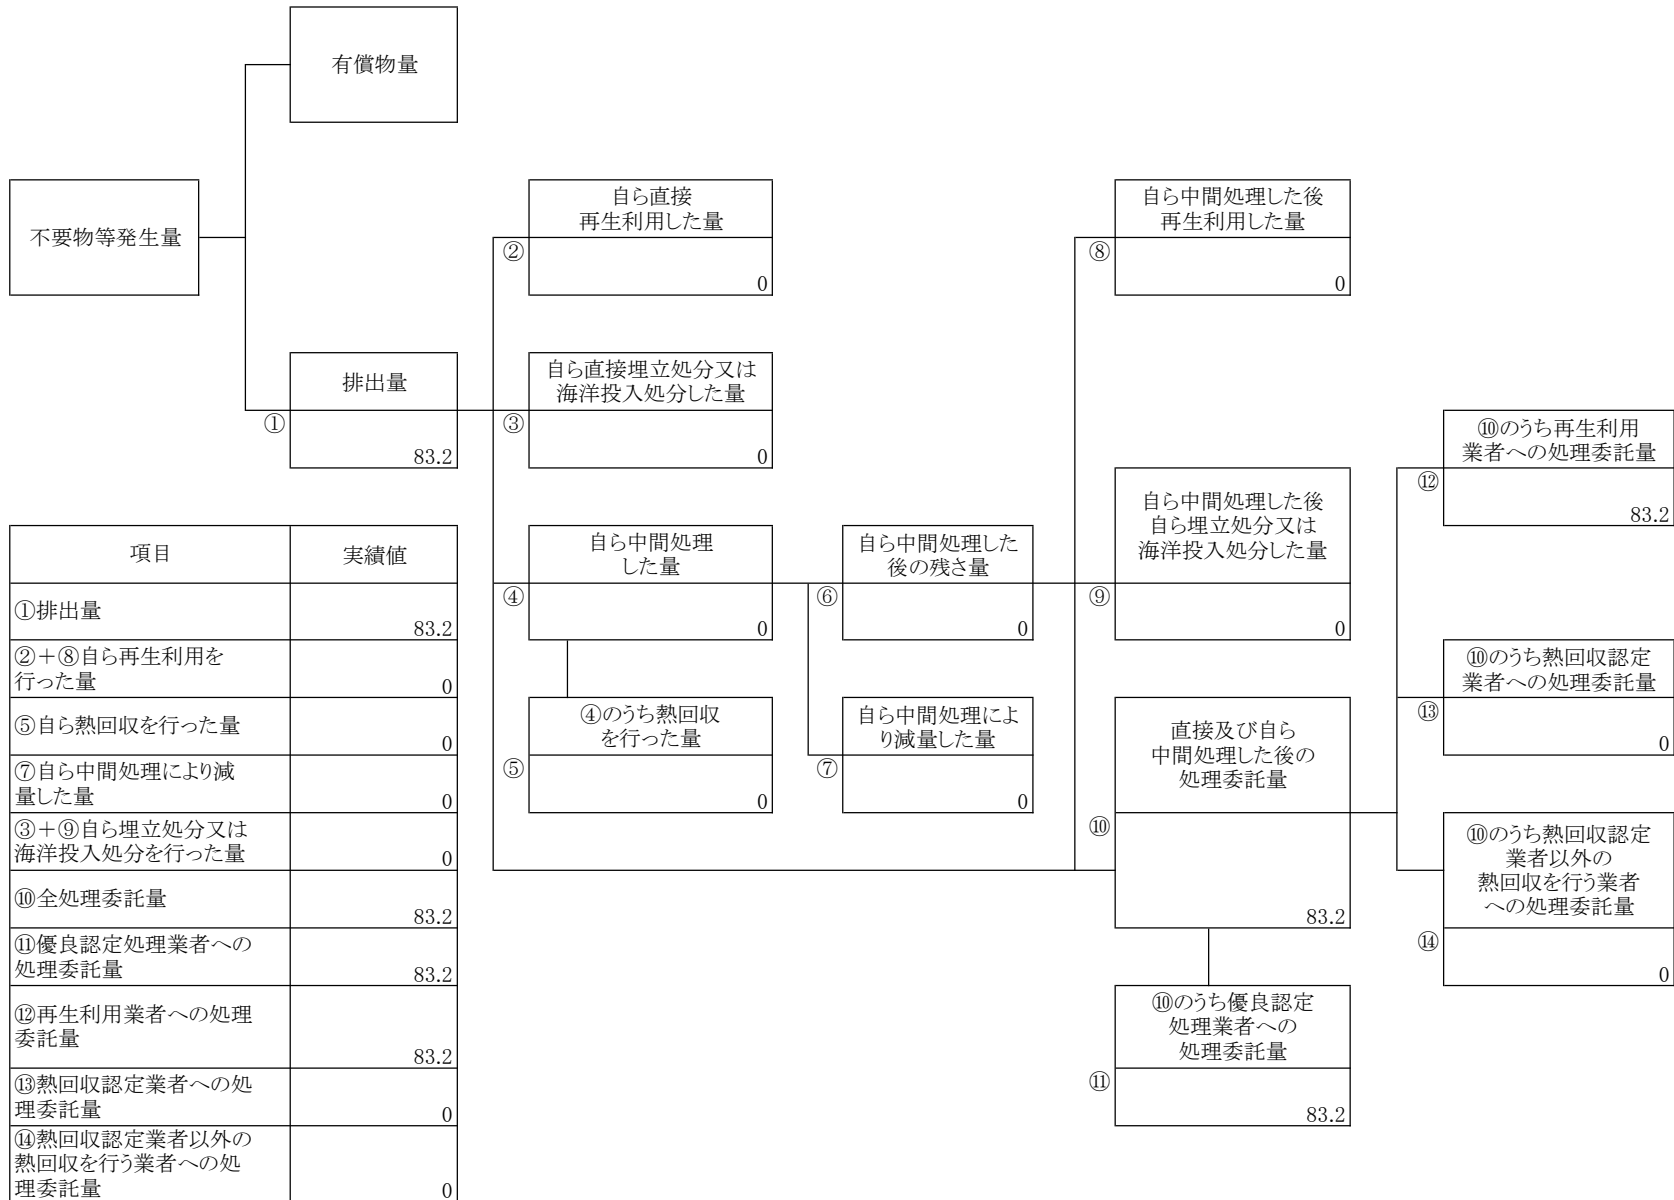 有償物量
不要物等発生量
自ら直接
再生利用した量
②
0
自ら中間処理した後
再生利用した量
⑧
0
排出量
①
83.2
自ら直接埋立処分又は
海洋投入処分した量
③
0
⑩のうち再生利用
業者への処理委託量
⑫
83.2
自ら中間処理
した量
④
0
自ら中間処理した
後の残さ量
⑥
0
自ら中間処理した後
自ら埋立処分又は
海洋投入処分した量
⑨
0
⑩のうち熱回収認定
業者への処理委託量
⑬
0
④のうち熱回収
を行った量
⑤
0
自ら中間処理によ
り減量した量
⑦
0
直接及び自ら
中間処理した後の
処理委託量
⑩
83.2
⑩のうち熱回収認定
業者以外の
熱回収を行う業者
への処理委託量
⑭
0
⑩のうち優良認定
処理業者への
処理委託量
⑪
83.2
項目 実績値
①排出量
83.2
②+⑧自ら再生利用を
行った量
0
⑤自ら熱回収を行った量
0
⑦自ら中間処理により減
量した量
0
③+⑨自ら埋立処分又は
海洋投入処分を行った量
0
⑩全処理委託量
83.2
⑪優良認定処理業者への
処理委託量
83.2
⑫再生利用業者への処理
委託量
83.2
⑬熱回収認定業者への処
理委託量
0
⑭熱回収認定業者以外の
熱回収を行う業者への処
理委託量
0